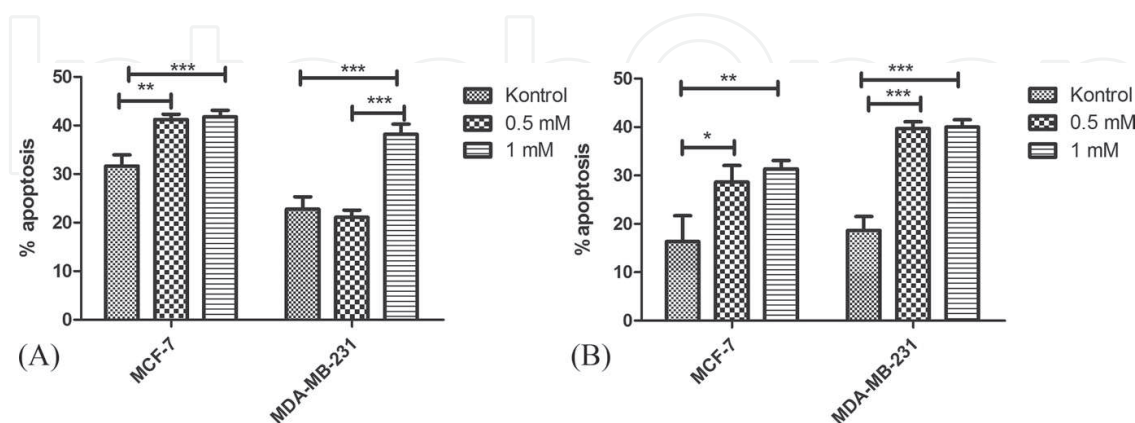 50
40
30
20
10
0
% apoptosis
***
**
***
***
Kontrol
0.5 mM
1 mM
MCF-7
MDA-MB-231
(A)
50
40
30
20
10
0
% apoptosis
**
*
***
***
Kontrol
0.5 mM
1 mM
MCF-7
MDA-MB-231
(B)